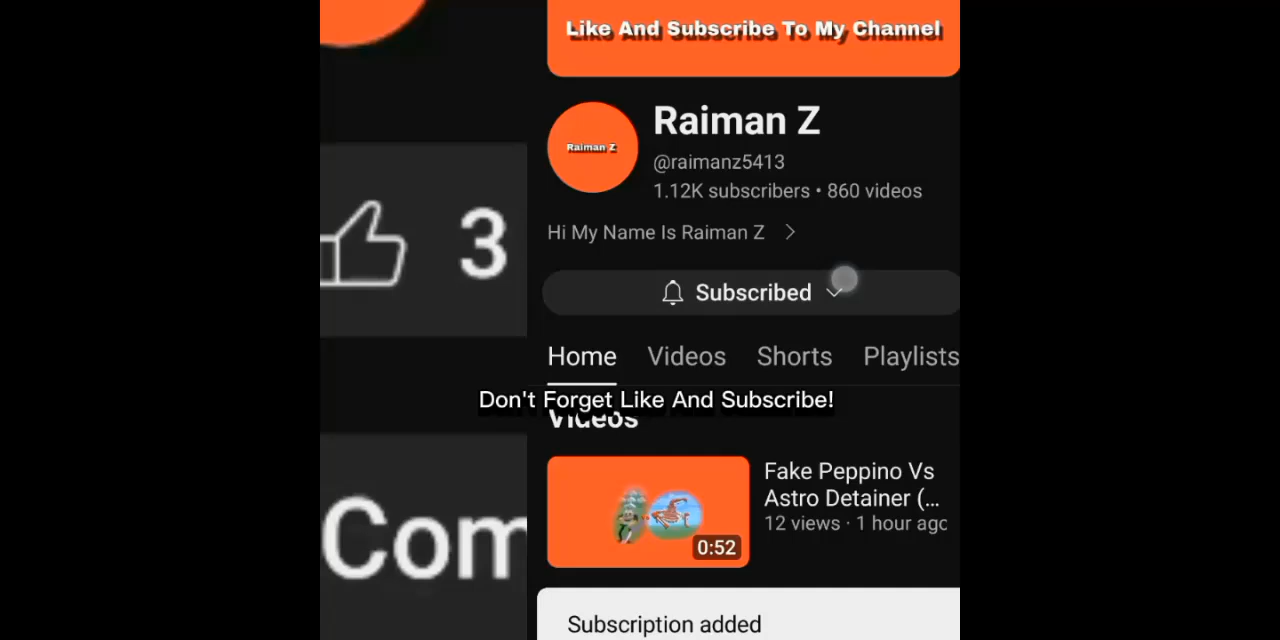 Like And Subscribe To My Channel
Raiman Z
Raiman Z
@raimanz5413
1.12K subscribers • 860 videos
Hi My Name Is Raiman Z
3
Subscribed
Home Videos Shorts Playlists
Don't Forget Like And Subscribe!
Videos
Fake Peppino Vs
Astro Detainer (...
12 views · 1 hour ago
0:52
Com
Subscription added